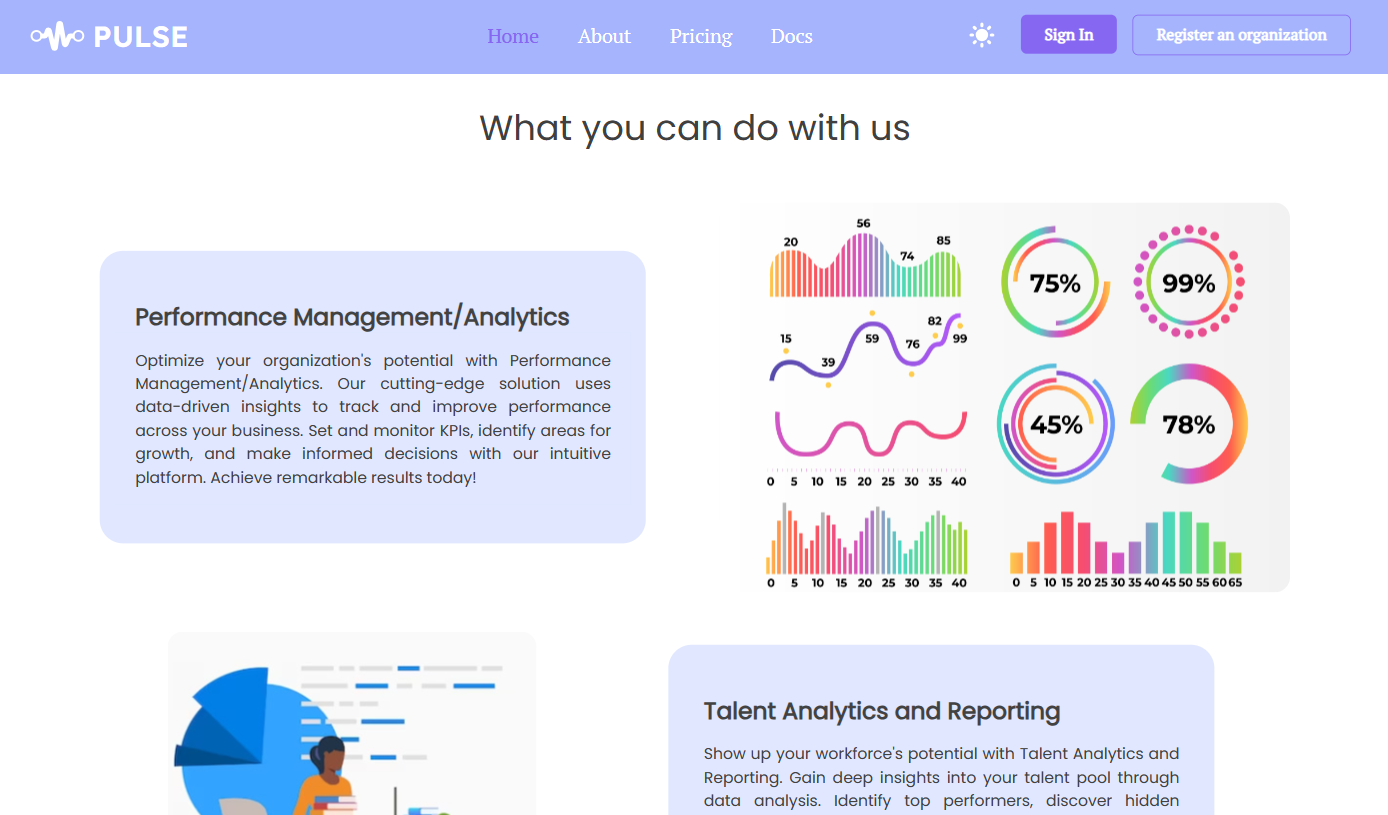 PULSE
Home About Pricing Docs
Sign In
Register an organization
What you can do with us
Performance Management/Analytics
Optimize your organization's potential with Performance
Management/Analytics. Our cutting-edge solution uses
data-driven insights to track and improve performance
across your business. Set and monitor KPIs, identify areas for
growth, and make informed decisions with our intuitive
platform. Achieve remarkable results today!
20 56 74 85
75%
99%
15 39 59 76 82 99
45%
78%
0 5 10 15 20 25 30 35 40
0 5 10 15 20 25 30 35 40
0 5 10 15 20 25 30 35 40 45 50 55 60 65
Talent Analytics and Reporting
Show up your workforce's potential with Talent Analytics and
Reporting. Gain deep insights into your talent pool through
data analysis. Identify top performers, discover hidden